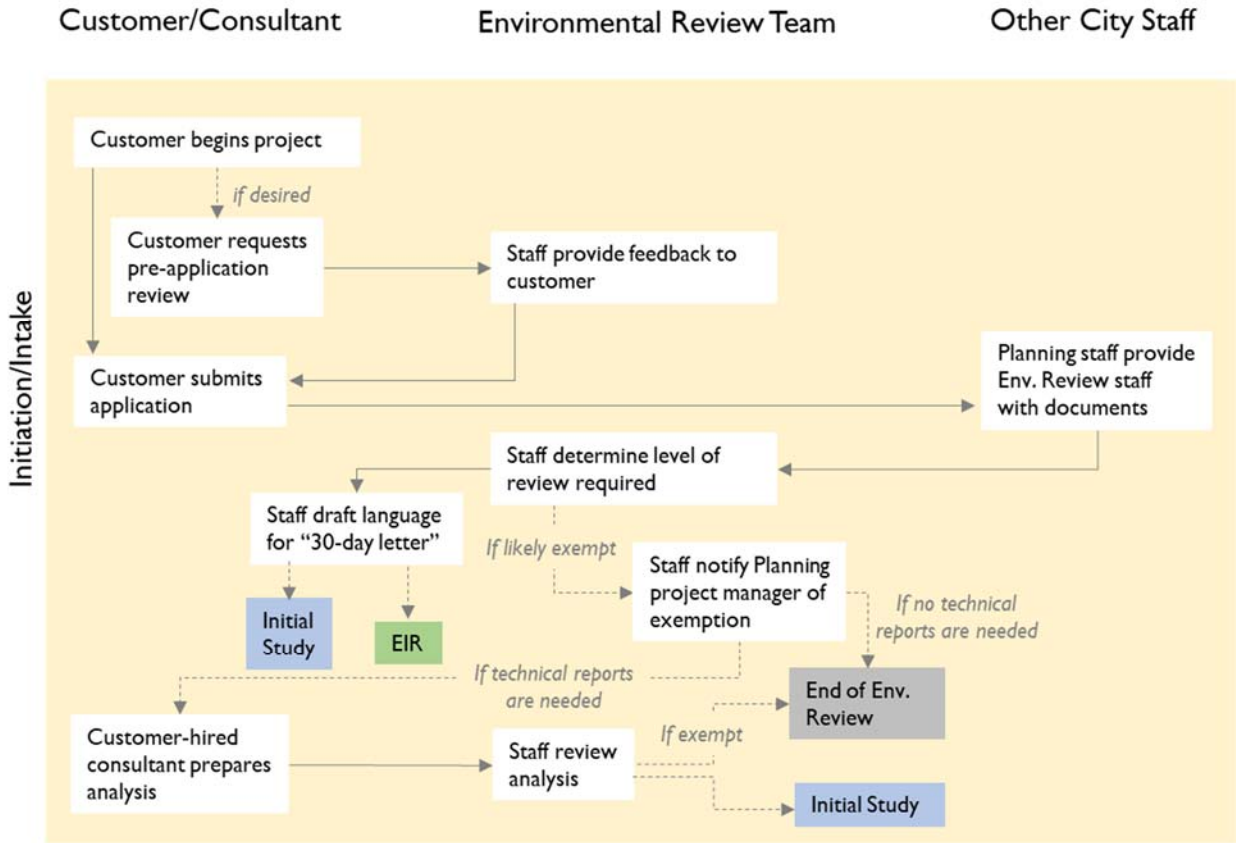 Customer/Consultant
Environmental Review Team
Other City Staff
Initiation/Intake
Customer begins project
if desired
Customer requests
pre-application
review
Staff provide feedback to
customer
Customer submits
application
Planning staff provide
Env. Review staff
with documents
Staff determine level of
review required
Staff draft language
for “30-day letter”
If likely exempt
Staff notify Planning
project manager of
exemption
If no technical
reports are needed
Initial
Study
EIR
If technical reports
are needed
End of Env.
Review
Customer-hired
consultant prepares
analysis
Staff review
analysis
If exempt
Initial Study